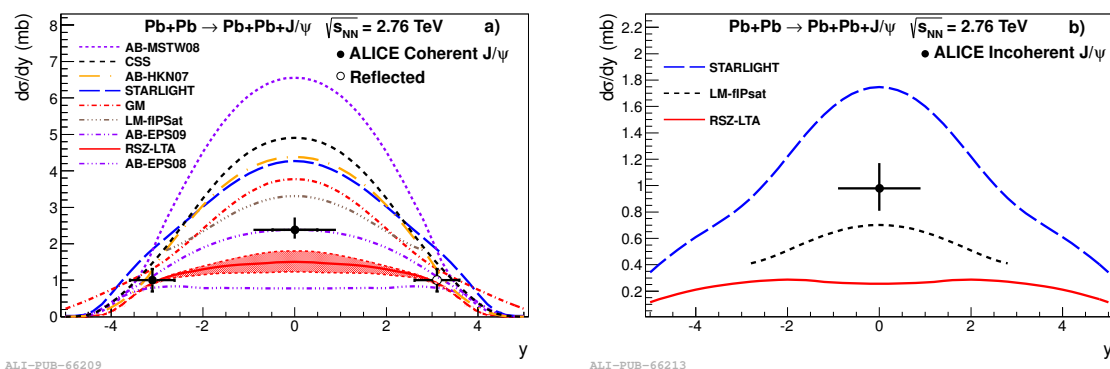 Pb+Pb → Pb+Pb+J/ψ √sNN = 2.76 TeV a)
ALICE Coherent J/ψ
Reflected
AB-MSTW08
CSS
AB-HKN07
STARLIGHT
GM
LM-fIPSat
AB-EPS09
RSZ-LTA
AB-EPS08
dσ/dy (mb)
8
7
6
5
4
3
2
1
0
-4 -2 0 2 4
y
ALI-PUB-66209
Pb+Pb → Pb+Pb+J/ψ √sNN = 2.76 TeV b)
ALICE Incoherent J/ψ
STARLIGHT
LM-fIPsat
RSZ-LTA
dσ/dy (mb)
2.2
2
1.8
1.6
1.4
1.2
1
0.8
0.6
0.4
0.2
-4 -2 0 2 4
y
ALI-PUB-66213